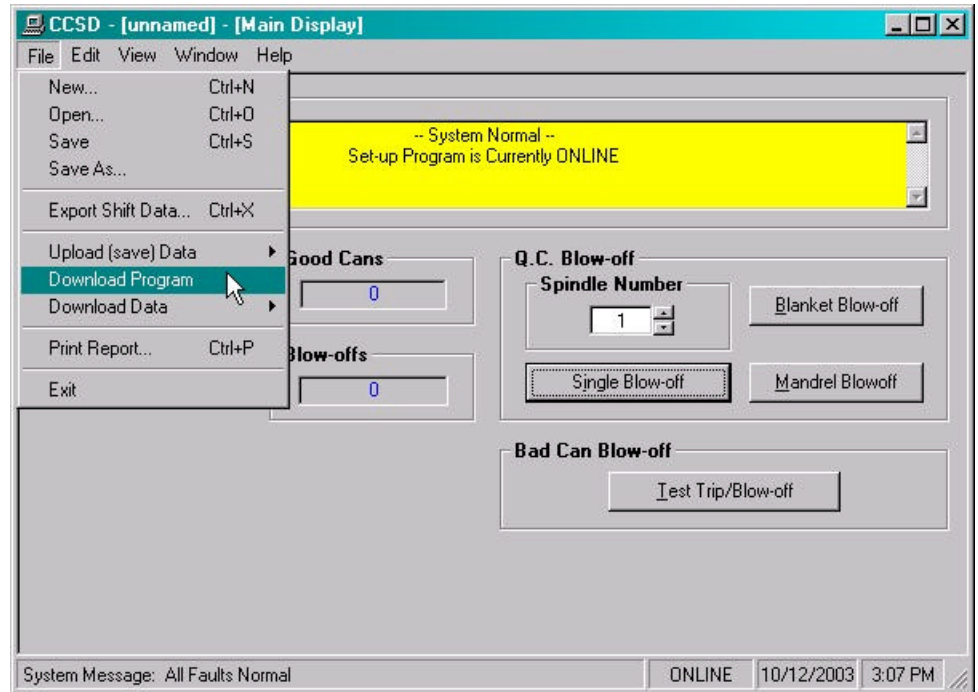 CCSD - [unnamed] - [Main Display]
File Edit View Window Help
New... Ctrl+N
Open... Ctrl+O
Save Ctrl+S
Save As...
Export Shift Data... Ctrl+X
Upload (save) Data
Download Program
Download Data
Print Report... Ctrl+P
Exit
-- System Normal --
Set-up Program is Currently ONLINE
Good Cans
0
Blow-offs
0
Q.C. Blow-off
Spindle Number
1
Blanket Blow-off
Single Blow-off
Mandrel Blowoff
Bad Can Blow-off
Test Trip/Blow-off
System Message: All Faults Normal
ONLINE
10/12/2003
3:07 PM